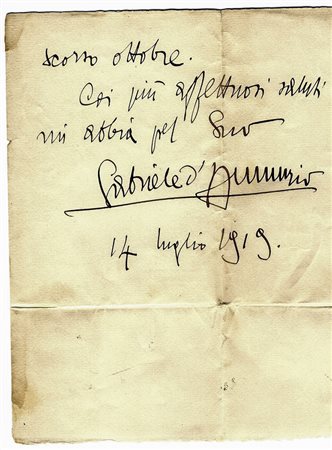 scorso ottobre.
Coi più affettuosi saluti
mi abbia pel Suo
Gabriele d'Annunzio
14 luglio 1919.